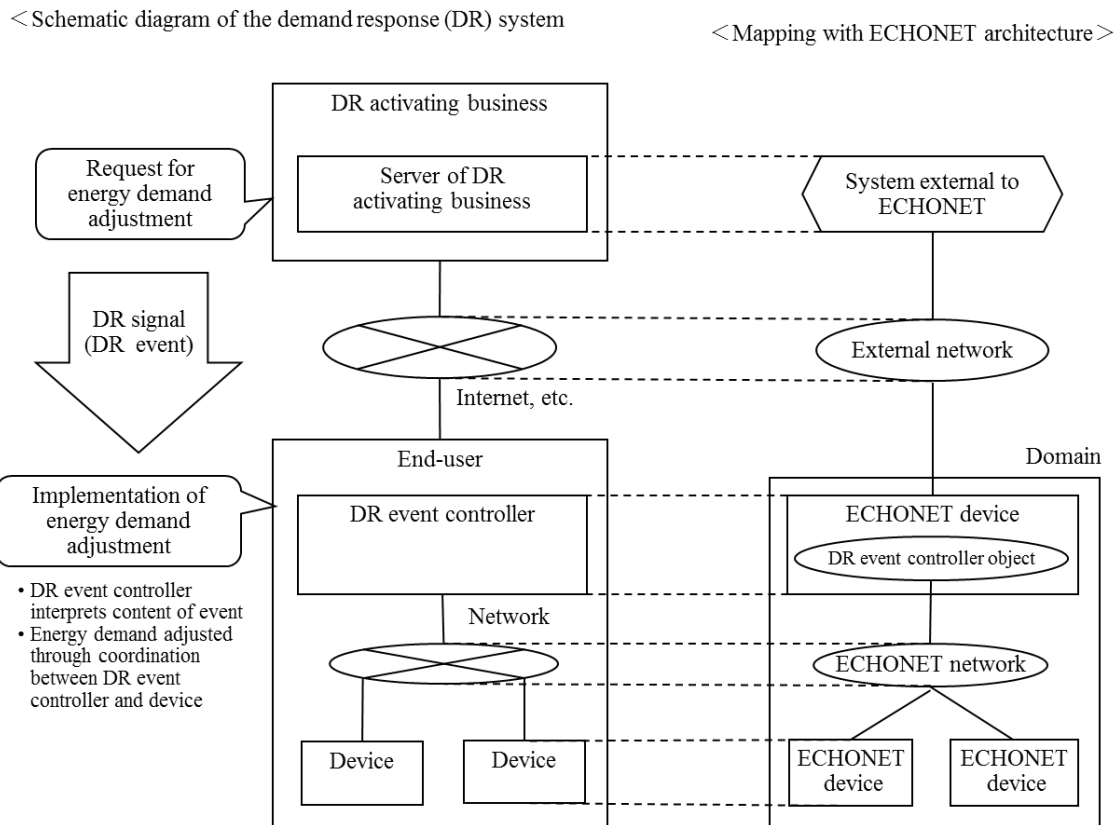 ＜Schematic diagram of the demand response (DR) system
＜Mapping with ECHONET architecture＞
DR activating business
Request for
energy demand
adjustment
Server of DR
activating business
System external to
ECHONET
DR signal
(DR event)
External network
Internet, etc.
End-user
Domain
Implementation of
energy demand
adjustment
DR event controller
ECHONET device
DR event controller object
• DR event controller
interprets content of event
• Energy demand adjusted
through coordination
between DR event
controller and device
Network
ECHONET network
Device
Device
ECHONET
device
ECHONET
device